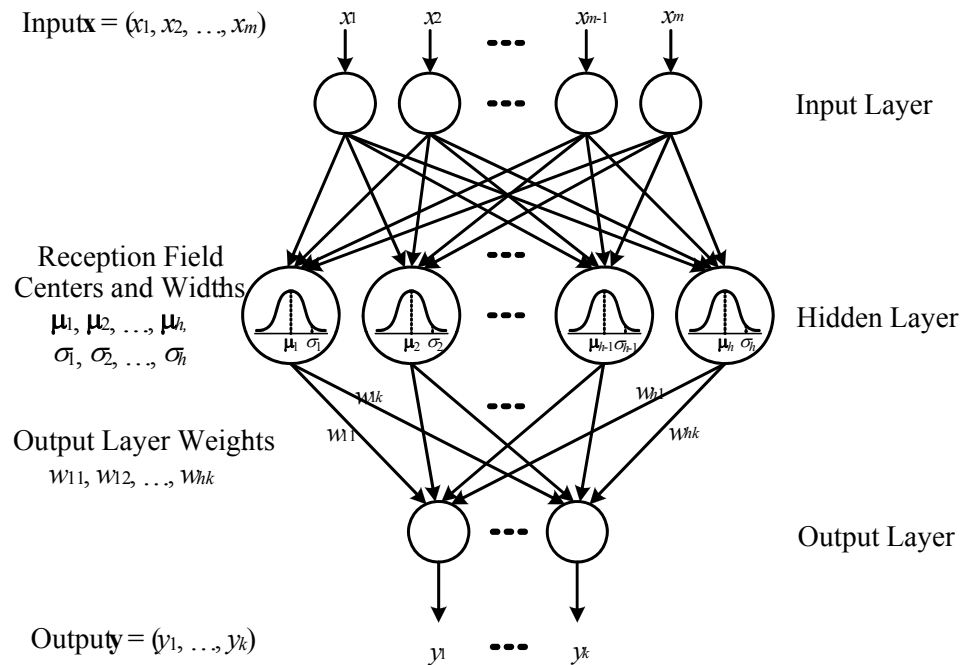 Inputx = (x1, x2, …, xm)
x1 x2 xm-1 xm
Input Layer
Reception Field
Centers and Widths
μ1, μ2, …, μh,
σ1, σ2, …, σh
μ1 σ1 μ2 σ2 μh-1 σh-1 μh σh
Hidden Layer
w1k wh1
w11 whk
Output Layer Weights
w11, w12, …, whk
Output Layer
Outputy = (y1, …, yk)
y1 yk